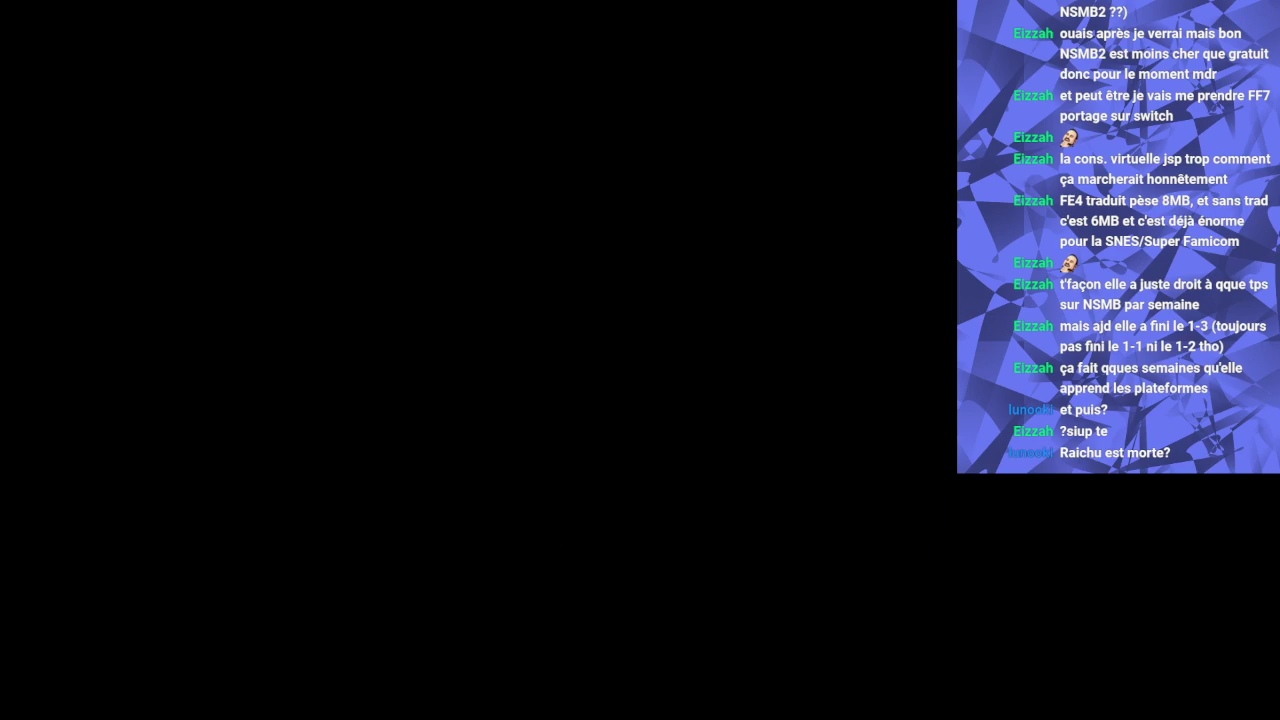 NSMB2 ??)
Eizzah ouais après je verrai mais bon
NSMB2 est moins cher que gratuit
donc pour le moment mdr
Eizzah et peut être je vais me prendre FF7
portage sur switch
Eizzah
Eizzah la cons. virtuelle jsp trop comment
ça marcherait honnêtement
Eizzah FE4 traduit pèse 8MB, et sans trad
c'est 6MB et c'est déjà énorme
pour la SNES/Super Famicom
Eizzah
Eizzah t'façon elle a juste droit à qque tps
sur NSMB par semaine
Eizzah mais ajd elle a fini le 1-3 (toujours
pas fini le 1-1 ni le 1-2 tho)
Eizzah ça fait qques semaines qu'elle
apprend les plateformes
et puis?
Eizzah ?siup te
Raichu est morte?